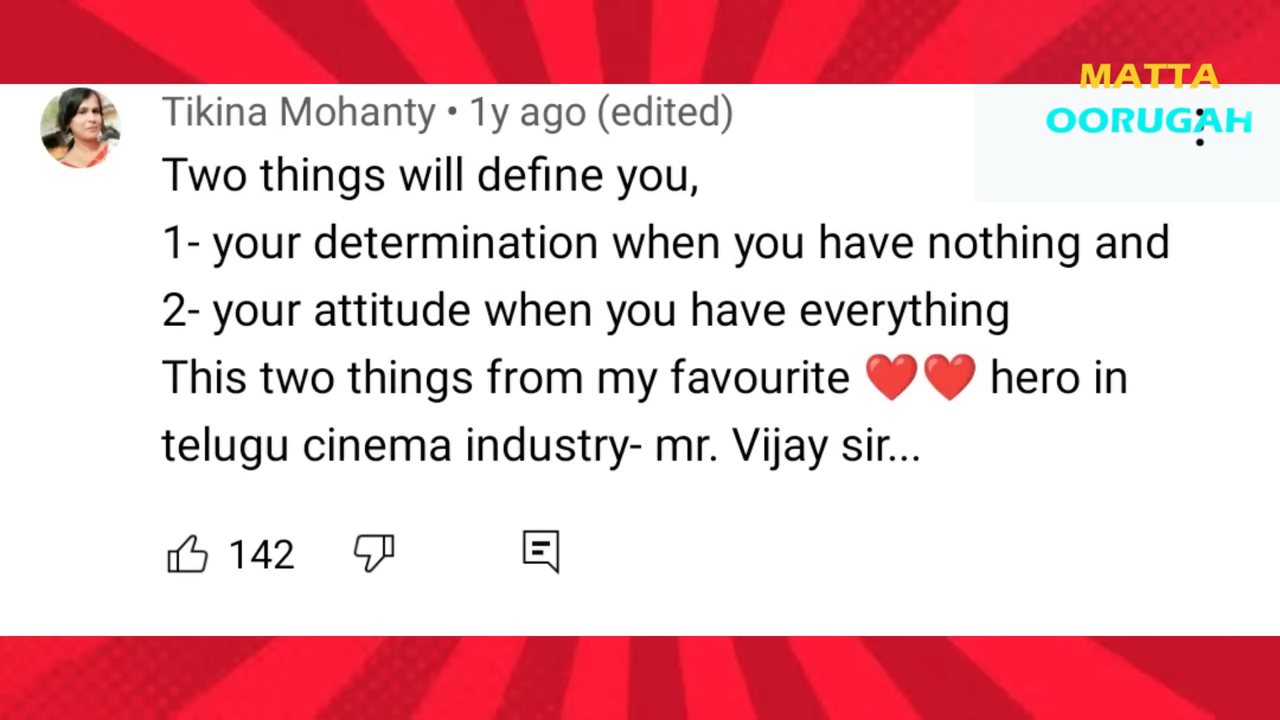 MATTA
OORUGAH
Tikina Mohanty • 1y ago (edited)
Two things will define you,
1- your determination when you have nothing and
2- your attitude when you have everything
This two things from my favourite ❤️❤️ hero in
telugu cinema industry- mr. Vijay sir...
142